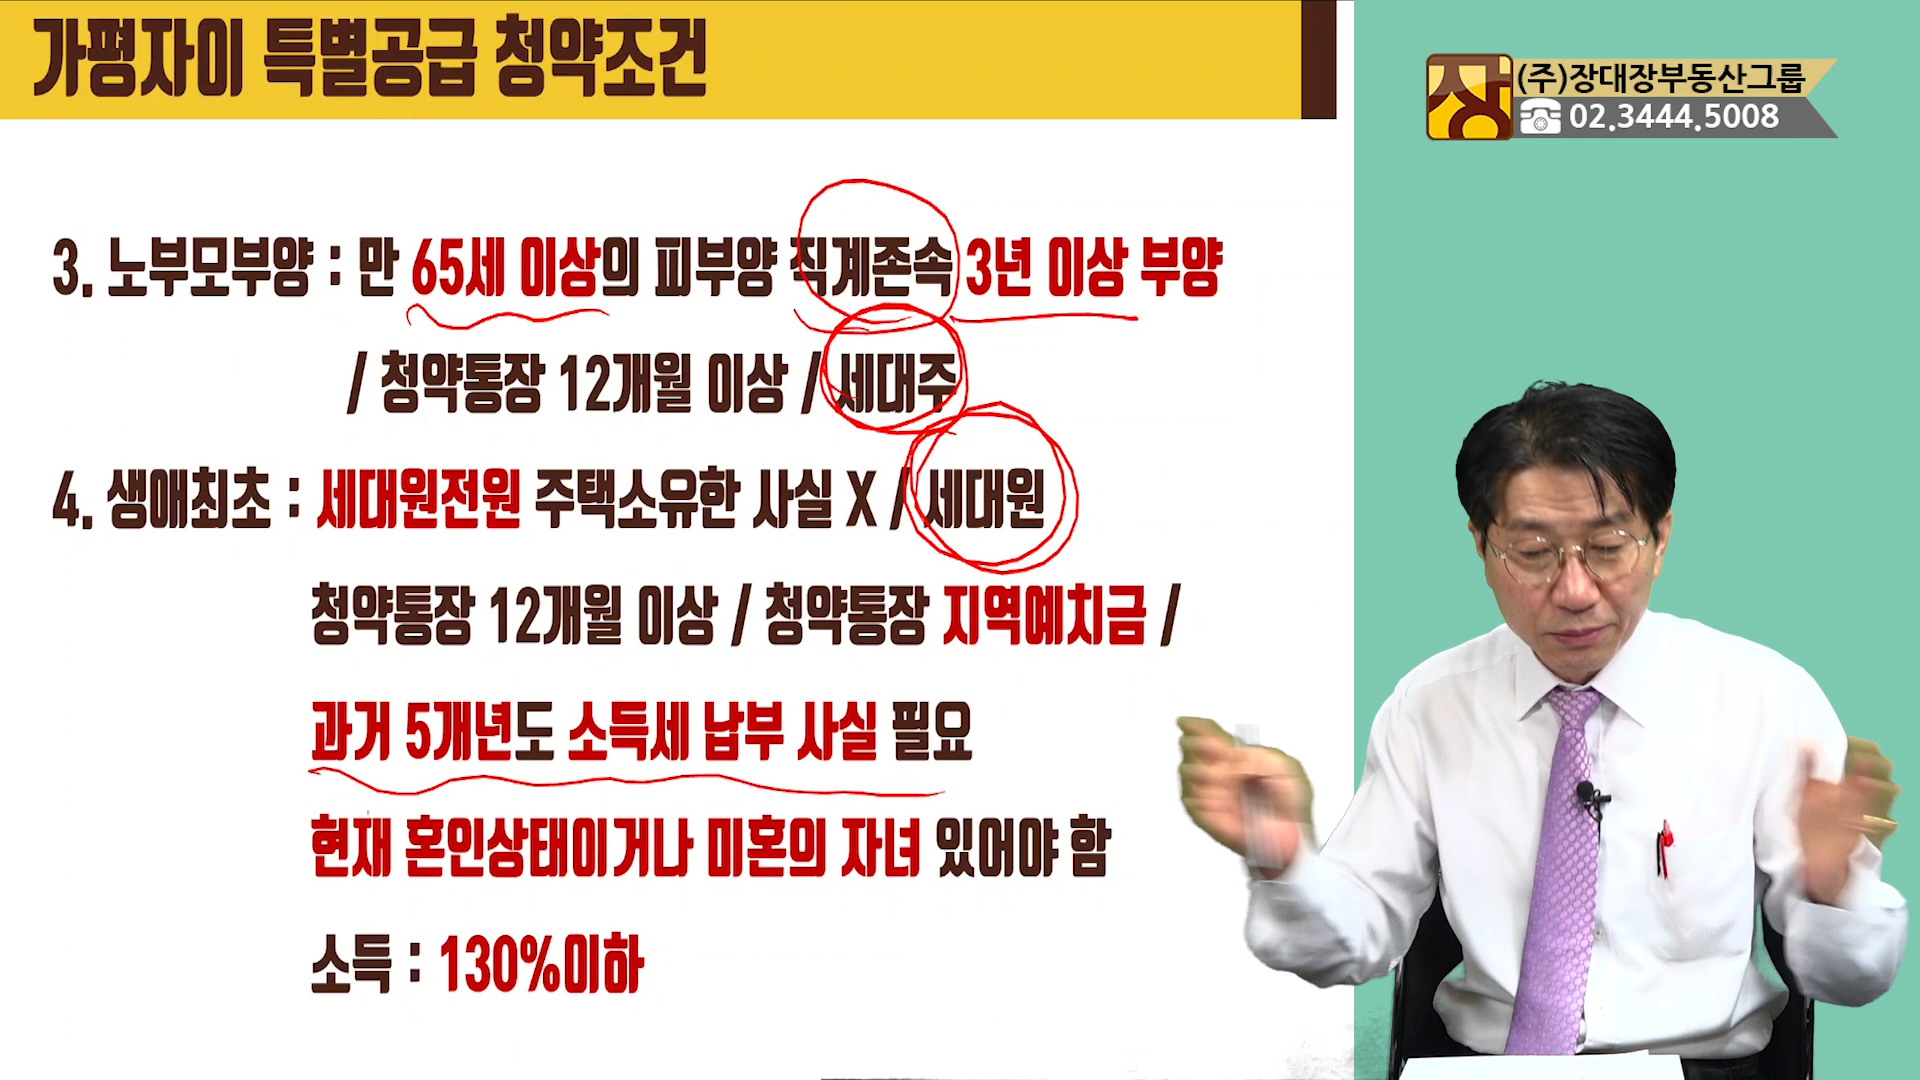 가평자이 특별공급 청약조건
(주)장대장부동산그룹
02.3444.5008
3. 노부모부양 : 만 65세 이상의 피부양 직계존속 3년 이상 부양
/ 청약통장 12개월 이상 / 세대주
4. 생애최초 : 세대원전원 주택소유한 사실 X / 세대원
청약통장 12개월 이상 / 청약통장 지역예치금 /
과거 5개년도 소득세 납부 사실 필요
현재 혼인상태이거나 미혼의 자녀 있어야 함
소득 : 130%이하
장